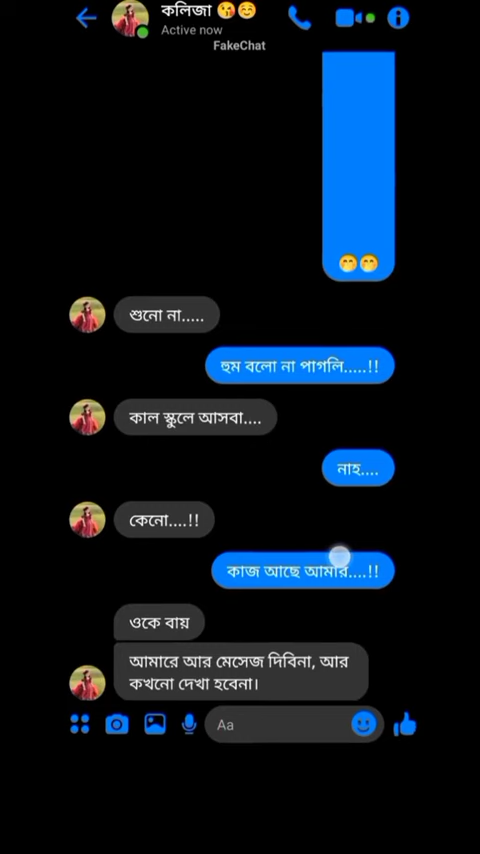 কলিজা 😘☺️
Active now
FakeChat
🤭🤭
শুনো না.....
হুম বলো না পাগলি.....!!
কাল স্কুলে আসবা....
নাহ....
কেনো....!!
কাজ আছে আমার....!!
ওকে বায়
আমারে আর মেসেজ দিবিনা, আর
কখনো দেখা হবেনা।
Aa